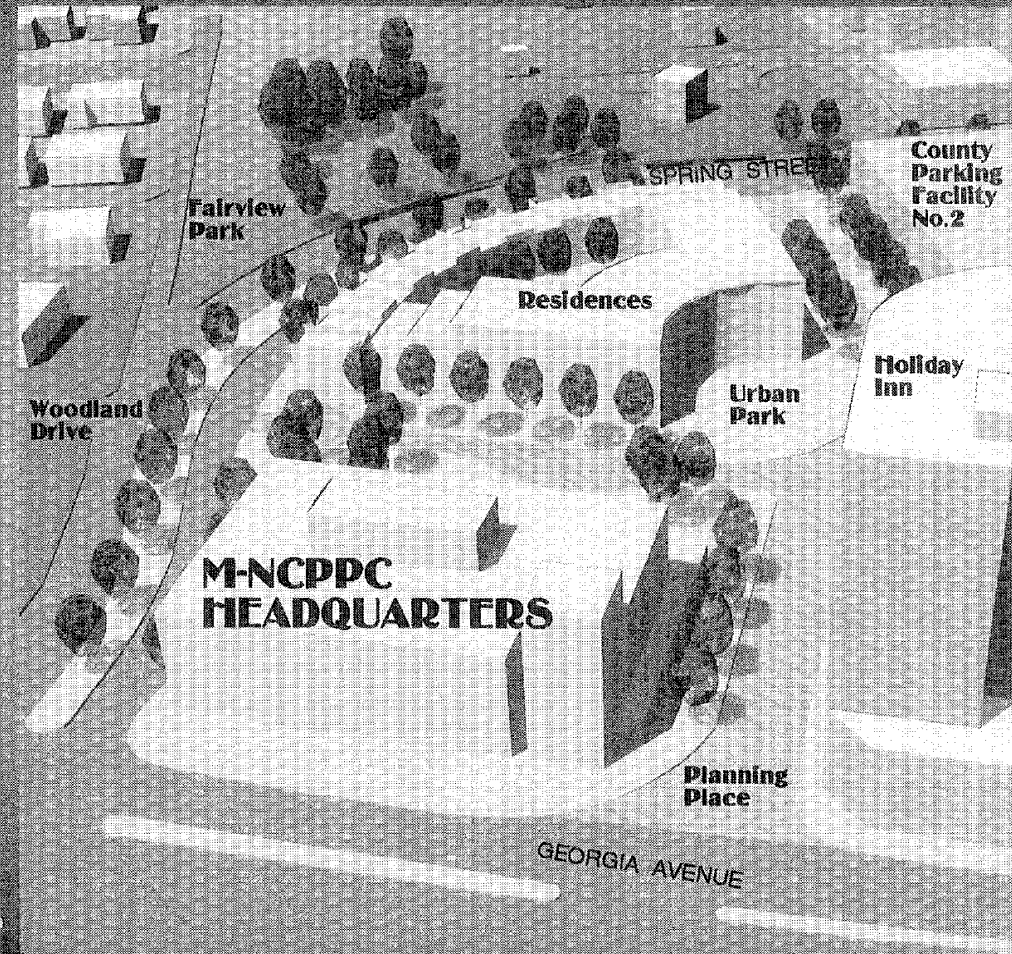 SPRING STREET
County
Parking
Facility
No.2
Fairview
Park
Residences
Holiday
Inn
Urban
Park
Woodland
Drive
M-NCPPC
HEADQUARTERS
Planning
Place
GEORGIA AVENUE